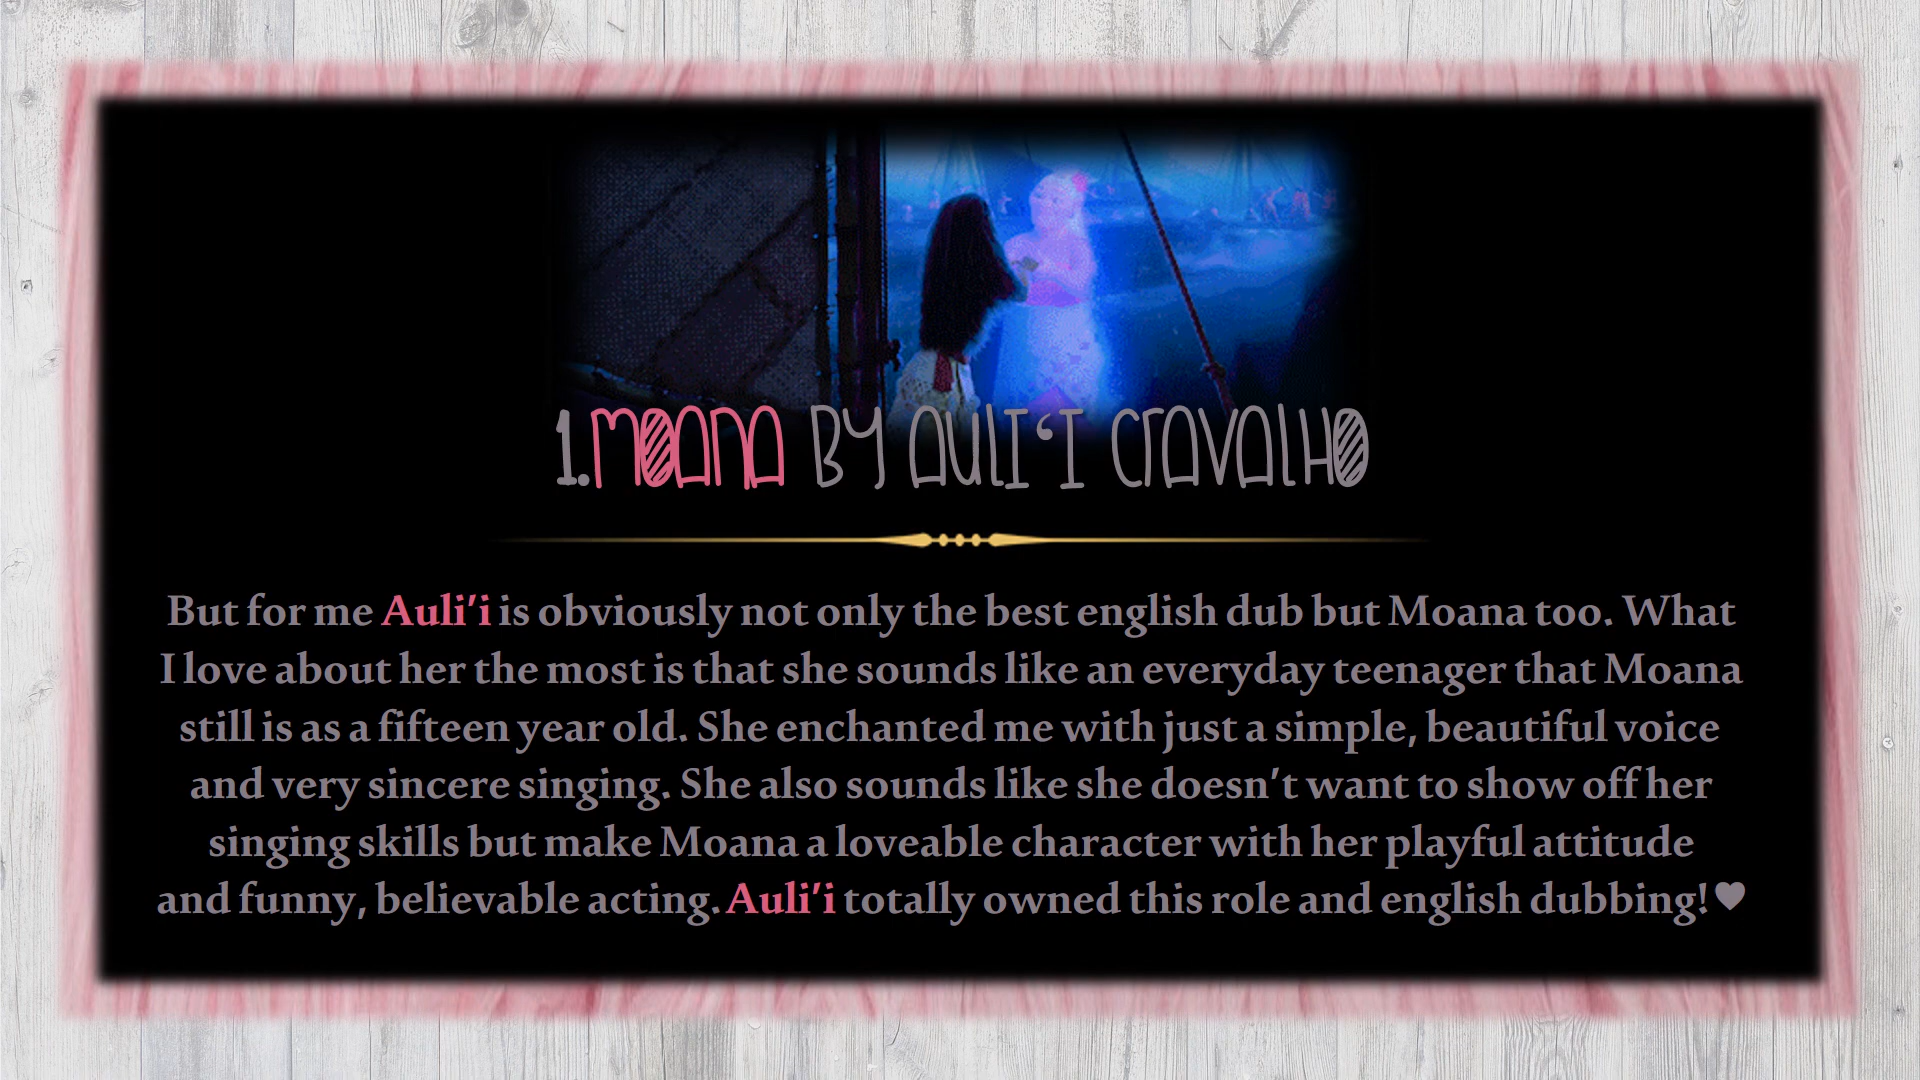 1.MOANA BY AULI‘I CRAVALHO
But for me Auli’i is obviously not only the best english dub but Moana too. What
I love about her the most is that she sounds like an everyday teenager that Moana
still is as a fifteen year old. She enchanted me with just a simple, beautiful voice
and very sincere singing. She also sounds like she doesn’t want to show off her
singing skills but make Moana a loveable character with her playful attitude
and funny, believable acting. Auli’i totally owned this role and english dubbing!♥